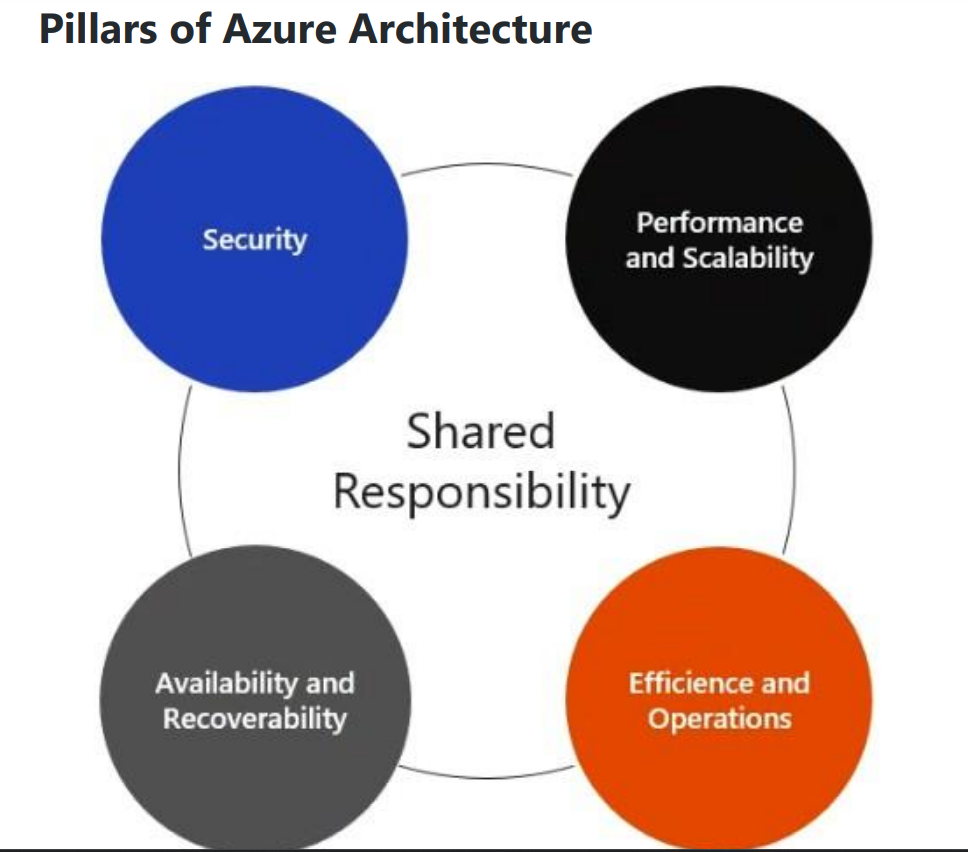 Pillars of Azure Architecture
Security
Performance
and Scalability
Shared
Responsibility
Availability and
Recoverability
Efficience and
Operations